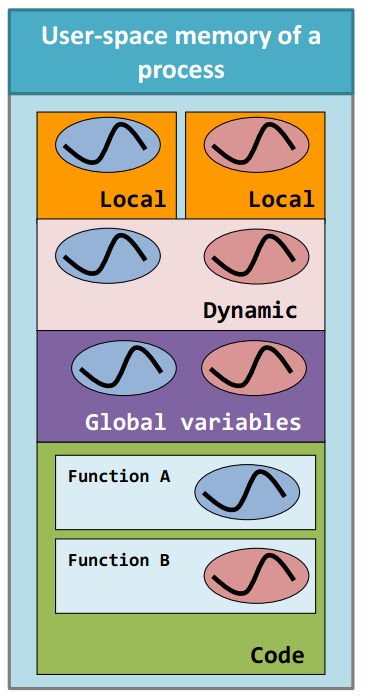 User-space memory of a
process
Local
Local
Dynamic
Global variables
Function A
Function B
Code